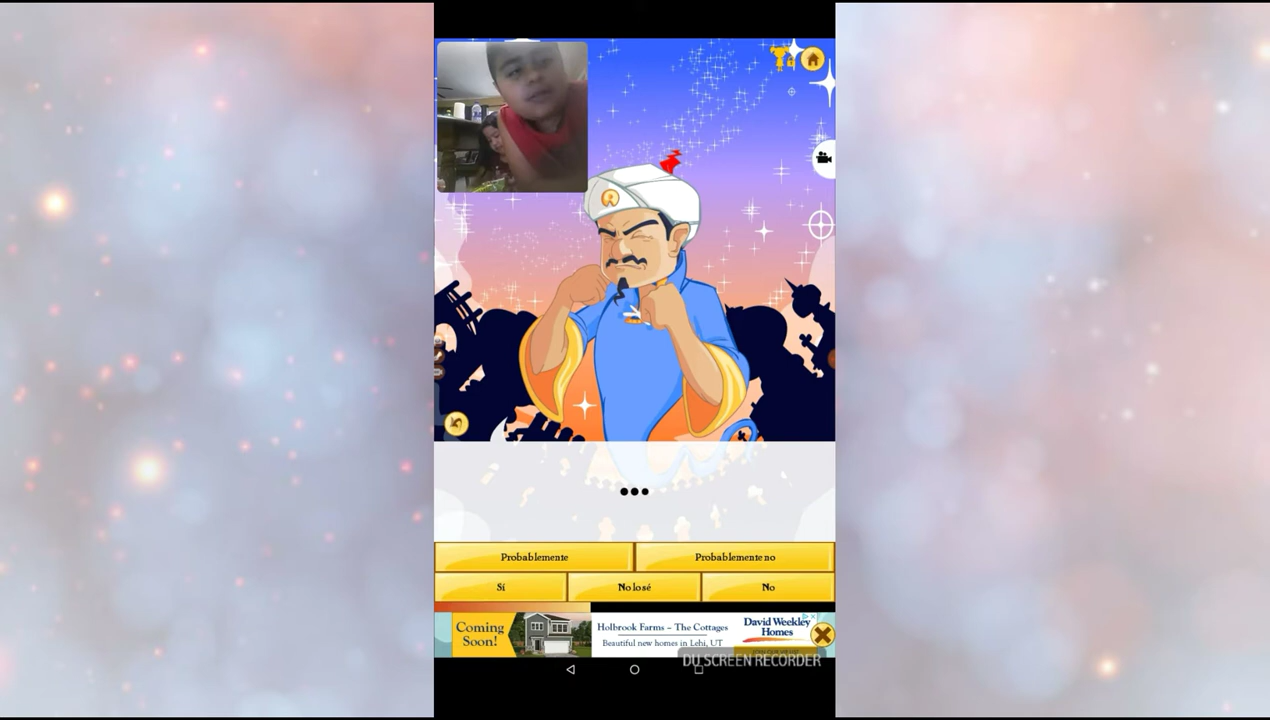 Probablemente
Probablemente no
Sí
No lo sé
No
Coming
Soon!
Holbrook Farms – The Cottages
Beautiful new homes in Lehi, UT
David Weekley
Homes
DU SCREEN RECORDER